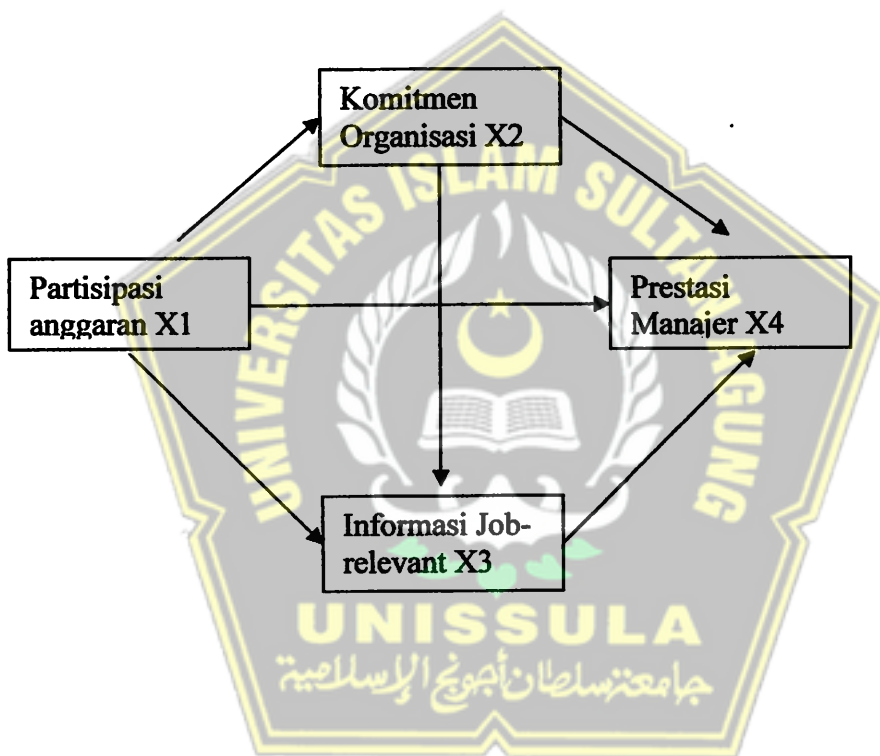 Komitmen
Organisasi X2
Partisipasi
anggaran X1
Prestasi
Manajer X4
Informasi Job-
relevant X3
UNIVERSITAS ISLAM SULTAN AGUNG
UNISSULA
جامعة سلطان أجونج الإسلامية